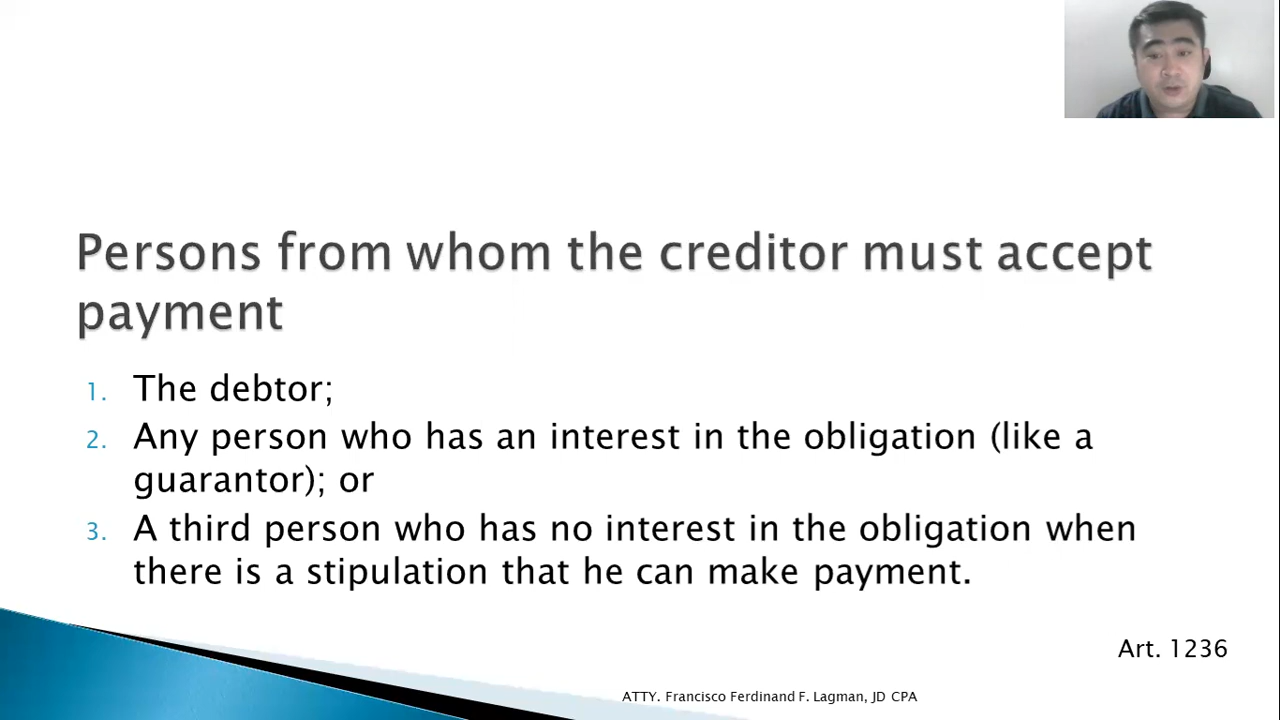 Persons from whom the creditor must accept
payment
1. The debtor;
2. Any person who has an interest in the obligation (like a
guarantor); or
3. A third person who has no interest in the obligation when
there is a stipulation that he can make payment.
Art. 1236
ATTY. Francisco Ferdinand F. Lagman, JD CPA